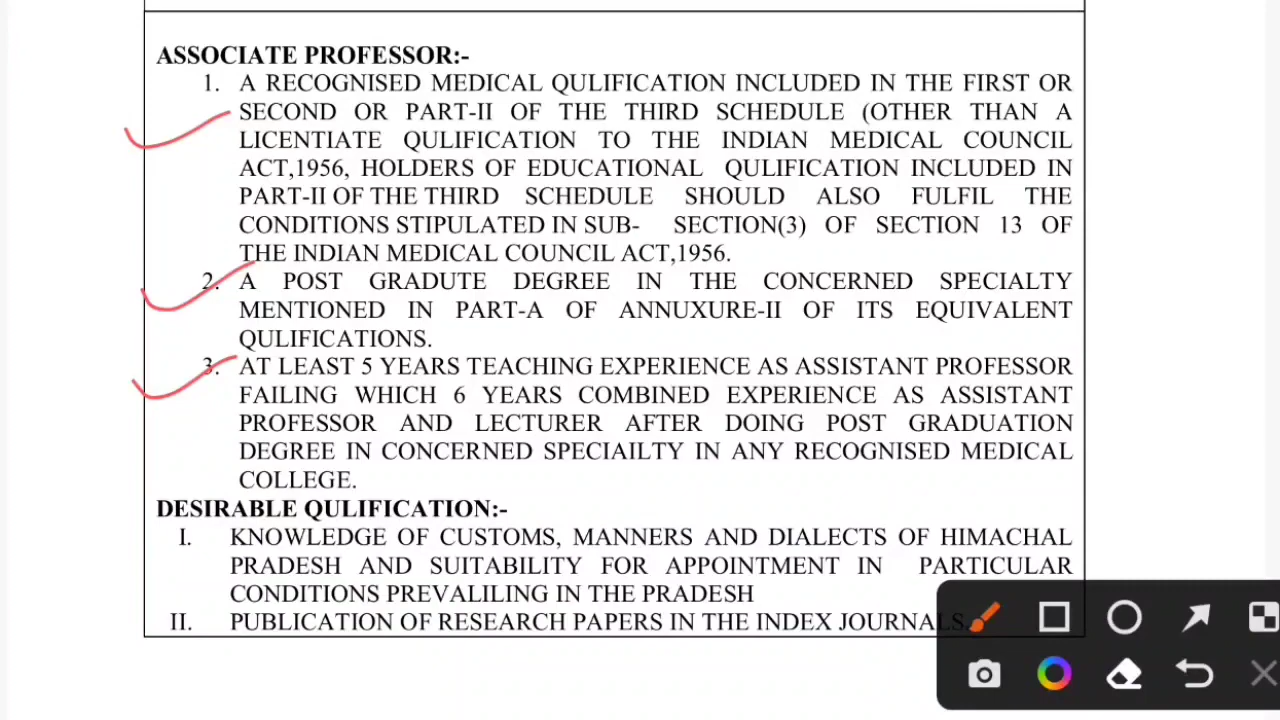 ASSOCIATE PROFESSOR:-
1. A RECOGNISED MEDICAL QULIFICATION INCLUDED IN THE FIRST OR
SECOND OR PART-II OF THE THIRD SCHEDULE (OTHER THAN A
LICENTIATE QULIFICATION TO THE INDIAN MEDICAL COUNCIL
ACT,1956, HOLDERS OF EDUCATIONAL QULIFICATION INCLUDED IN
PART-II OF THE THIRD SCHEDULE SHOULD ALSO FULFIL THE
CONDITIONS STIPULATED IN SUB- SECTION(3) OF SECTION 13 OF
THE INDIAN MEDICAL COUNCIL ACT,1956.
2. A POST GRADUTE DEGREE IN THE CONCERNED SPECIALTY
MENTIONED IN PART-A OF ANNUXURE-II OF ITS EQUIVALENT
QULIFICATIONS.
3. AT LEAST 5 YEARS TEACHING EXPERIENCE AS ASSISTANT PROFESSOR
FAILING WHICH 6 YEARS COMBINED EXPERIENCE AS ASSISTANT
PROFESSOR AND LECTURER AFTER DOING POST GRADUATION
DEGREE IN CONCERNED SPECIAILTY IN ANY RECOGNISED MEDICAL
COLLEGE.
DESIRABLE QULIFICATION:-
I. KNOWLEDGE OF CUSTOMS, MANNERS AND DIALECTS OF HIMACHAL
PRADESH AND SUITABILITY FOR APPOINTMENT IN PARTICULAR
CONDITIONS PREVALILING IN THE PRADESH
II. PUBLICATION OF RESEARCH PAPERS IN THE INDEX JOURNALS.